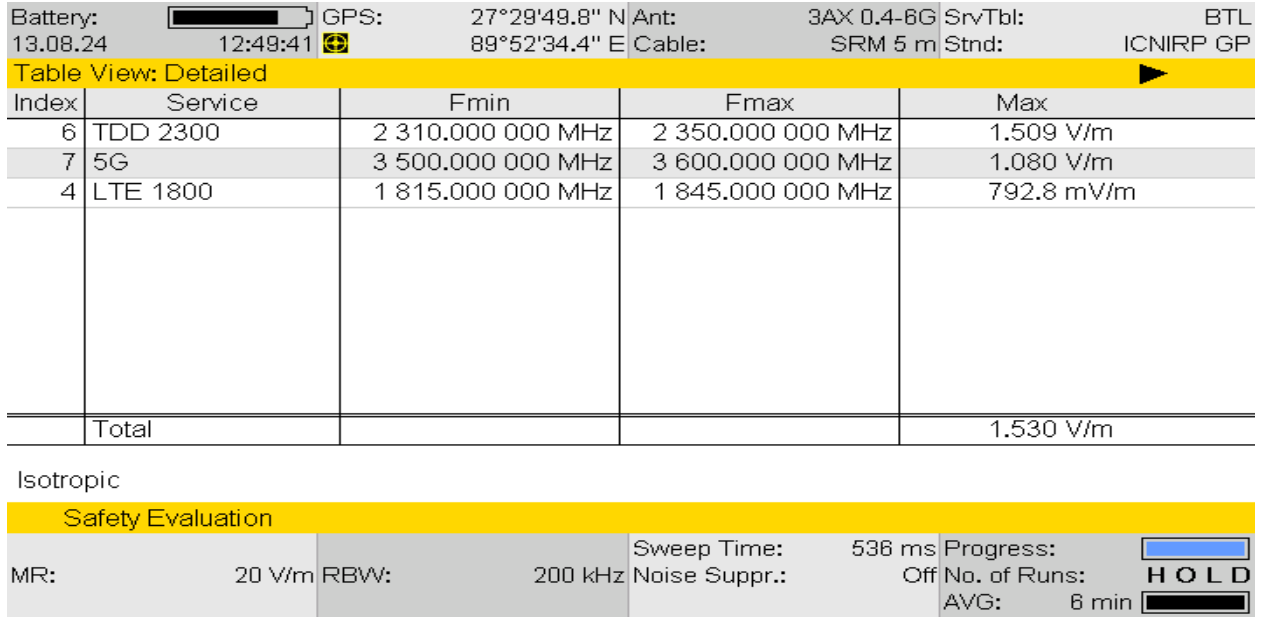 Battery: GPS: 27°29'49.8" N Ant: 3AX 0.4-6G SrvTbl: BTL
13.08.24 12:49:41 89°52'34.4" E Cable: SRM 5 m Stnd: ICNIRP GP
Table View: Detailed
Index Service Fmin Fmax Max
6 TDD 2300 2 310.000 000 MHz 2 350.000 000 MHz 1.509 V/m
7 5G 3 500.000 000 MHz 3 600.000 000 MHz 1.080 V/m
4 LTE 1800 1 815.000 000 MHz 1 845.000 000 MHz 792.8 mV/m
Total 1.530 V/m
Isotropic
Safety Evaluation
Sweep Time: 536 ms Progress:
MR: 20 V/m RBW: 200 kHz Noise Suppr.: Off No. of Runs: HOLD
AVG: 6 min